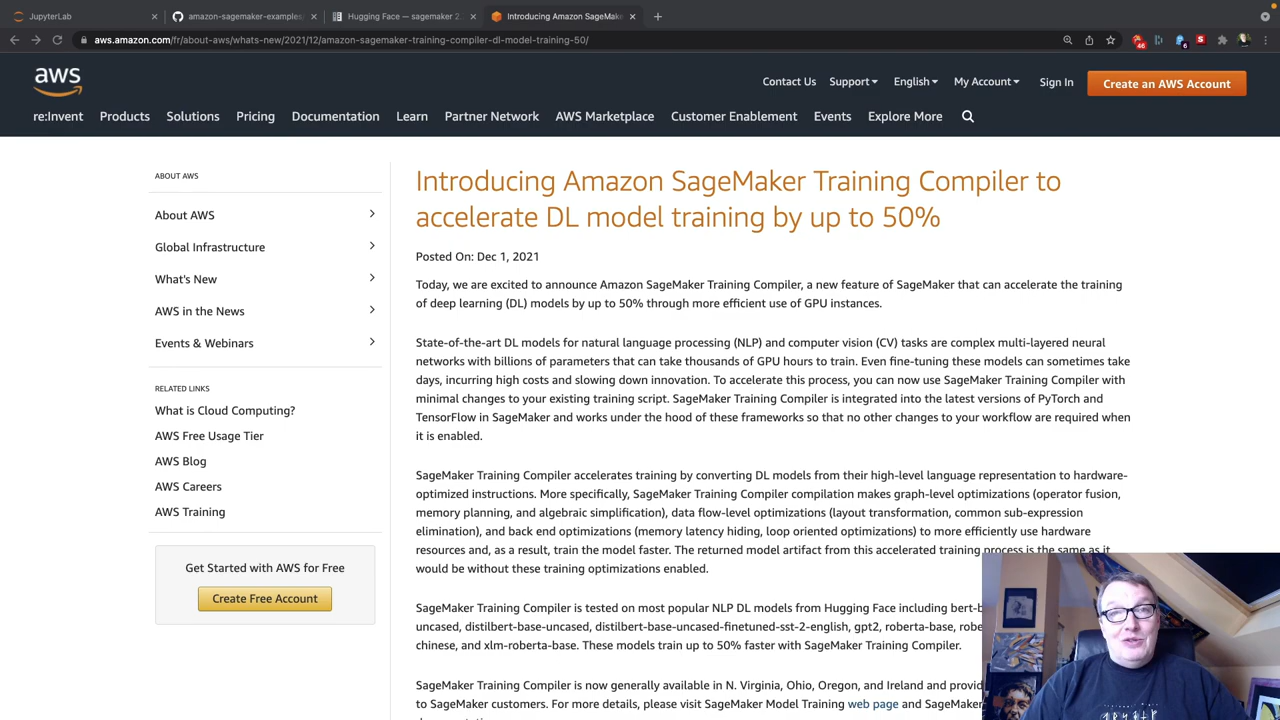 JupyterLab
amazon-sagemaker-examples
Hugging Face — sagemaker 2.
Introducing Amazon SageMake
aws.amazon.com/fr/about-aws/whats-new/2021/12/amazon-sagemaker-training-compiler-dl-model-training-50/
46
6
aws
Contact Us Support English My Account Sign In Create an AWS Account
re:Invent Products Solutions Pricing Documentation Learn Partner Network AWS Marketplace Customer Enablement Events Explore More
ABOUT AWS
About AWS
Global Infrastructure
What's New
AWS in the News
Events & Webinars
RELATED LINKS
What is Cloud Computing?
AWS Free Usage Tier
AWS Blog
AWS Careers
AWS Training
Get Started with AWS for Free
Create Free Account
Introducing Amazon SageMaker Training Compiler to
accelerate DL model training by up to 50%
Posted On: Dec 1, 2021
Today, we are excited to announce Amazon SageMaker Training Compiler, a new feature of SageMaker that can accelerate the training
of deep learning (DL) models by up to 50% through more efficient use of GPU instances.
State-of-the-art DL models for natural language processing (NLP) and computer vision (CV) tasks are complex multi-layered neural
networks with billions of parameters that can take thousands of GPU hours to train. Even fine-tuning these models can sometimes take
days, incurring high costs and slowing down innovation. To accelerate this process, you can now use SageMaker Training Compiler with
minimal changes to your existing training script. SageMaker Training Compiler is integrated into the latest versions of PyTorch and
TensorFlow in SageMaker and works under the hood of these frameworks so that no other changes to your workflow are required when
it is enabled.
SageMaker Training Compiler accelerates training by converting DL models from their high-level language representation to hardware-
optimized instructions. More specifically, SageMaker Training Compiler compilation makes graph-level optimizations (operator fusion,
memory planning, and algebraic simplification), data flow-level optimizations (layout transformation, common sub-expression
elimination), and back end optimizations (memory latency hiding, loop oriented optimizations) to more efficiently use hardware
resources and, as a result, train the model faster. The returned model artifact from this accelerated training process is the same as it
would be without these training optimizations enabled.
SageMaker Training Compiler is tested on most popular NLP DL models from Hugging Face including bert-b
uncased, distilbert-base-uncased, distilbert-base-uncased-finetuned-sst-2-english, gpt2, roberta-base, robe
chinese, and xlm-roberta-base. These models train up to 50% faster with SageMaker Training Compiler.
SageMaker Training Compiler is now generally available in N. Virginia, Ohio, Oregon, and Ireland and provid
to SageMaker customers. For more details, please visit SageMaker Model Training web page and SageMaker